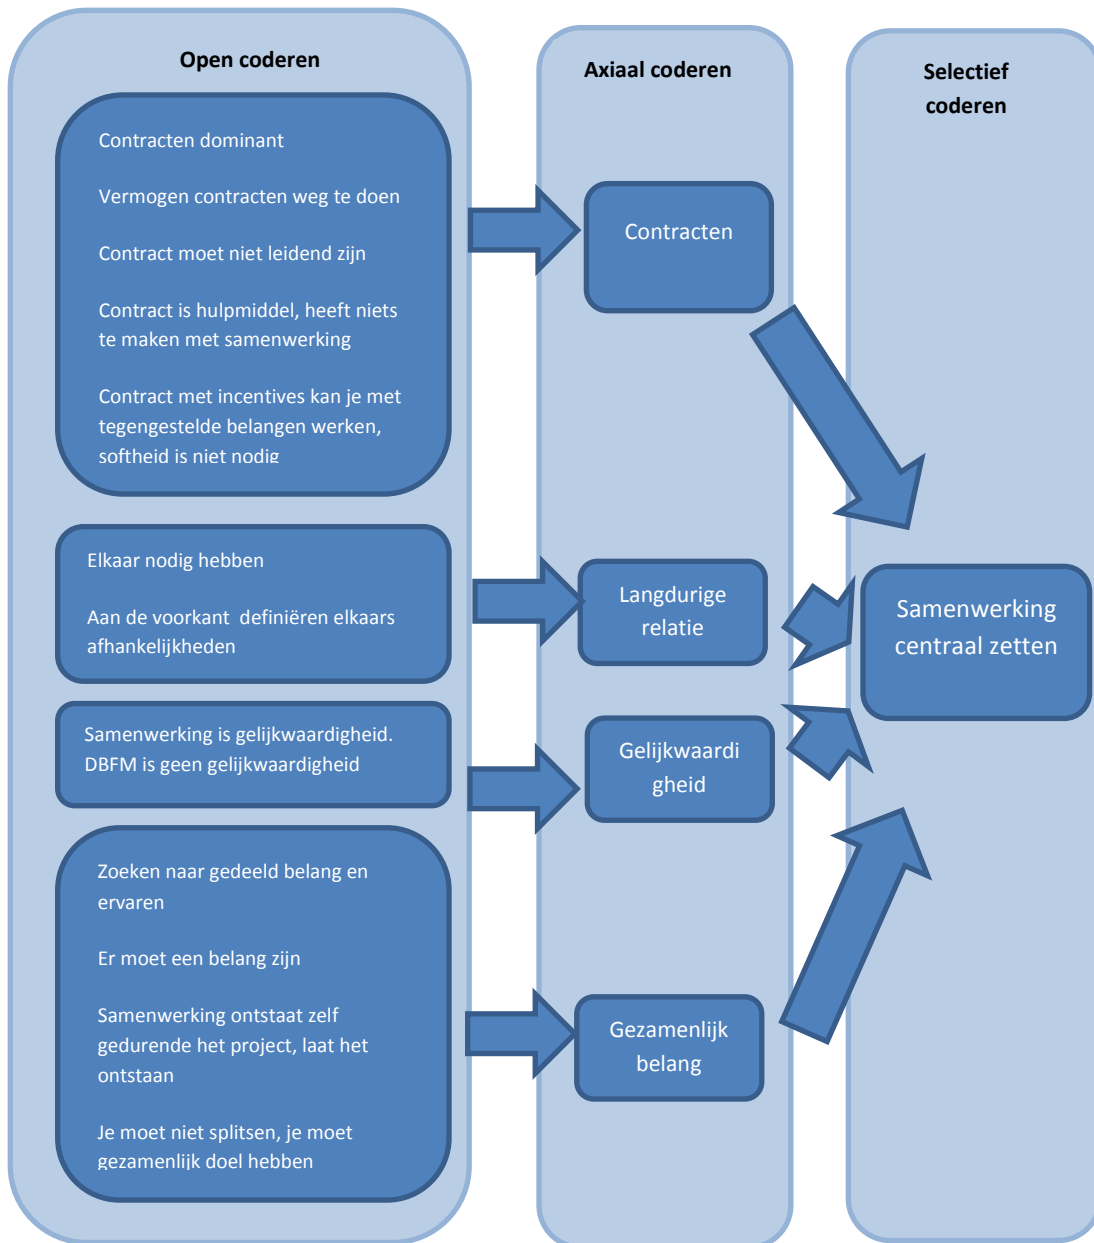 Open coderen
Contracten dominant
Vermogen contracten weg te doen
Contract moet niet leidend zijn
Contract is hulpmiddel, heeft niets
te maken met samenwerking
Contract met incentives kan je met
tegengestelde belangen werken,
softheid is niet nodig
Elkaar nodig hebben
Aan de voorkant  definiëren elkaars
afhankelijkheden
Samenwerking is gelijkwaardigheid.
DBFM is geen gelijkwaardigheid
Zoeken naar gedeeld belang en
ervaren
Er moet een belang zijn
Samenwerking ontstaat zelf
gedurende het project, laat het
ontstaan
Je moet niet splitsen, je moet
gezamenlijk doel hebben
Axiaal coderen
Contracten
Langdurige
relatie
Gelijkwaardi
gheid
Gezamenlijk
belang
Selectief
coderen
Samenwerking
centraal zetten